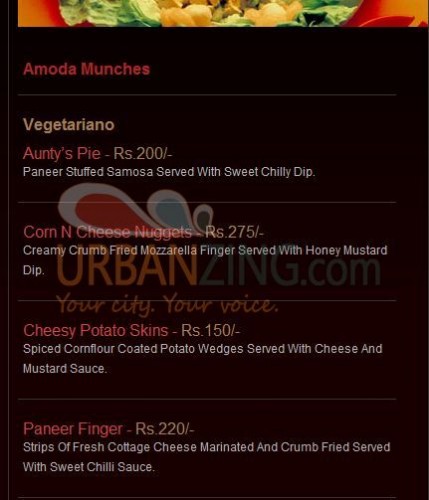 Amoda Munches
Vegetariano
Aunty's Pie - Rs.200/-
Paneer Stuffed Samosa Served With Sweet Chilly Dip.
Corn N Cheese Nuggets - Rs.275/-
Creamy Crumb Fried Mozzarella Finger Served With Honey Mustard
Dip.
URBANZING.com
Your city. Your voice.
Cheesy Potato Skins - Rs.150/-
Spiced Cornflour Coated Potato Wedges Served With Cheese And
Mustard Sauce.
Paneer Finger - Rs.220/-
Strips Of Fresh Cottage Cheese Marinated And Crumb Fried Served
With Sweet Chilli Sauce.